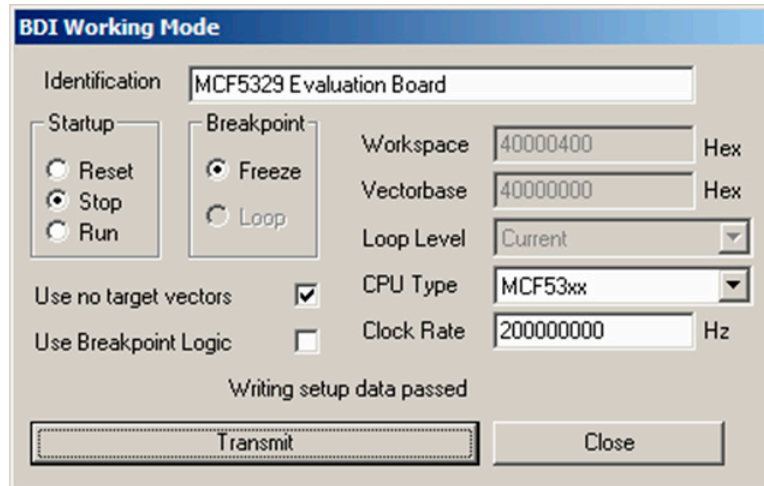 BDI Working Mode
Identification MCF5329 Evaluation Board
Startup
Reset
Stop
Run
Breakpoint
Freeze
Loop
Workspace 40000400 Hex
Vectorbase 40000000 Hex
Loop Level Current
CPU Type MCF53xx
Clock Rate 200000000 Hz
Use no target vectors
Use Breakpoint Logic
Writing setup data passed
Transmit Close